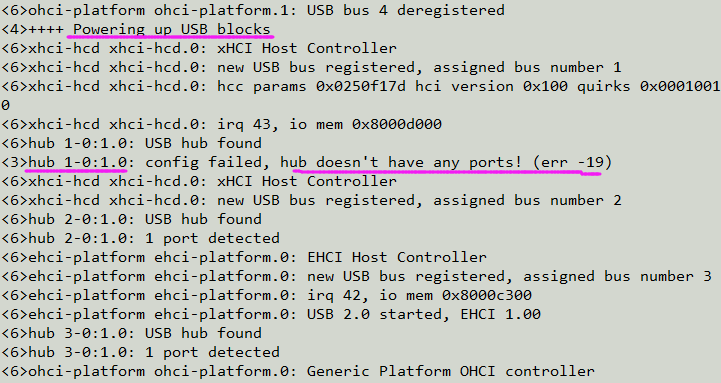 <6>ohci-platform ohci-platform.1: USB bus 4 deregistered
<4>++++ Powering up USB blocks
<6>xhci-hcd xhci-hcd.0: xHCI Host Controller
<6>xhci-hcd xhci-hcd.0: new USB bus registered, assigned bus number 1
<6>xhci-hcd xhci-hcd.0: hcc params 0x0250f17d hci version 0x100 quirks 0x0001001
0
<6>xhci-hcd xhci-hcd.0: irq 43, io mem 0x8000d000
<6>hub 1-0:1.0: USB hub found
<3>hub 1-0:1.0: config failed, hub doesn't have any ports! (err -19)
<6>xhci-hcd xhci-hcd.0: xHCI Host Controller
<6>xhci-hcd xhci-hcd.0: new USB bus registered, assigned bus number 2
<6>hub 2-0:1.0: USB hub found
<6>hub 2-0:1.0: 1 port detected
<6>ehci-platform ehci-platform.0: EHCI Host Controller
<6>ehci-platform ehci-platform.0: new USB bus registered, assigned bus number 3
<6>ehci-platform ehci-platform.0: irq 42, io mem 0x8000c300
<6>ehci-platform ehci-platform.0: USB 2.0 started, EHCI 1.00
<6>hub 3-0:1.0: USB hub found
<6>hub 3-0:1.0: 1 port detected
<6>ohci-platform ohci-platform.0: Generic Platform OHCI controller